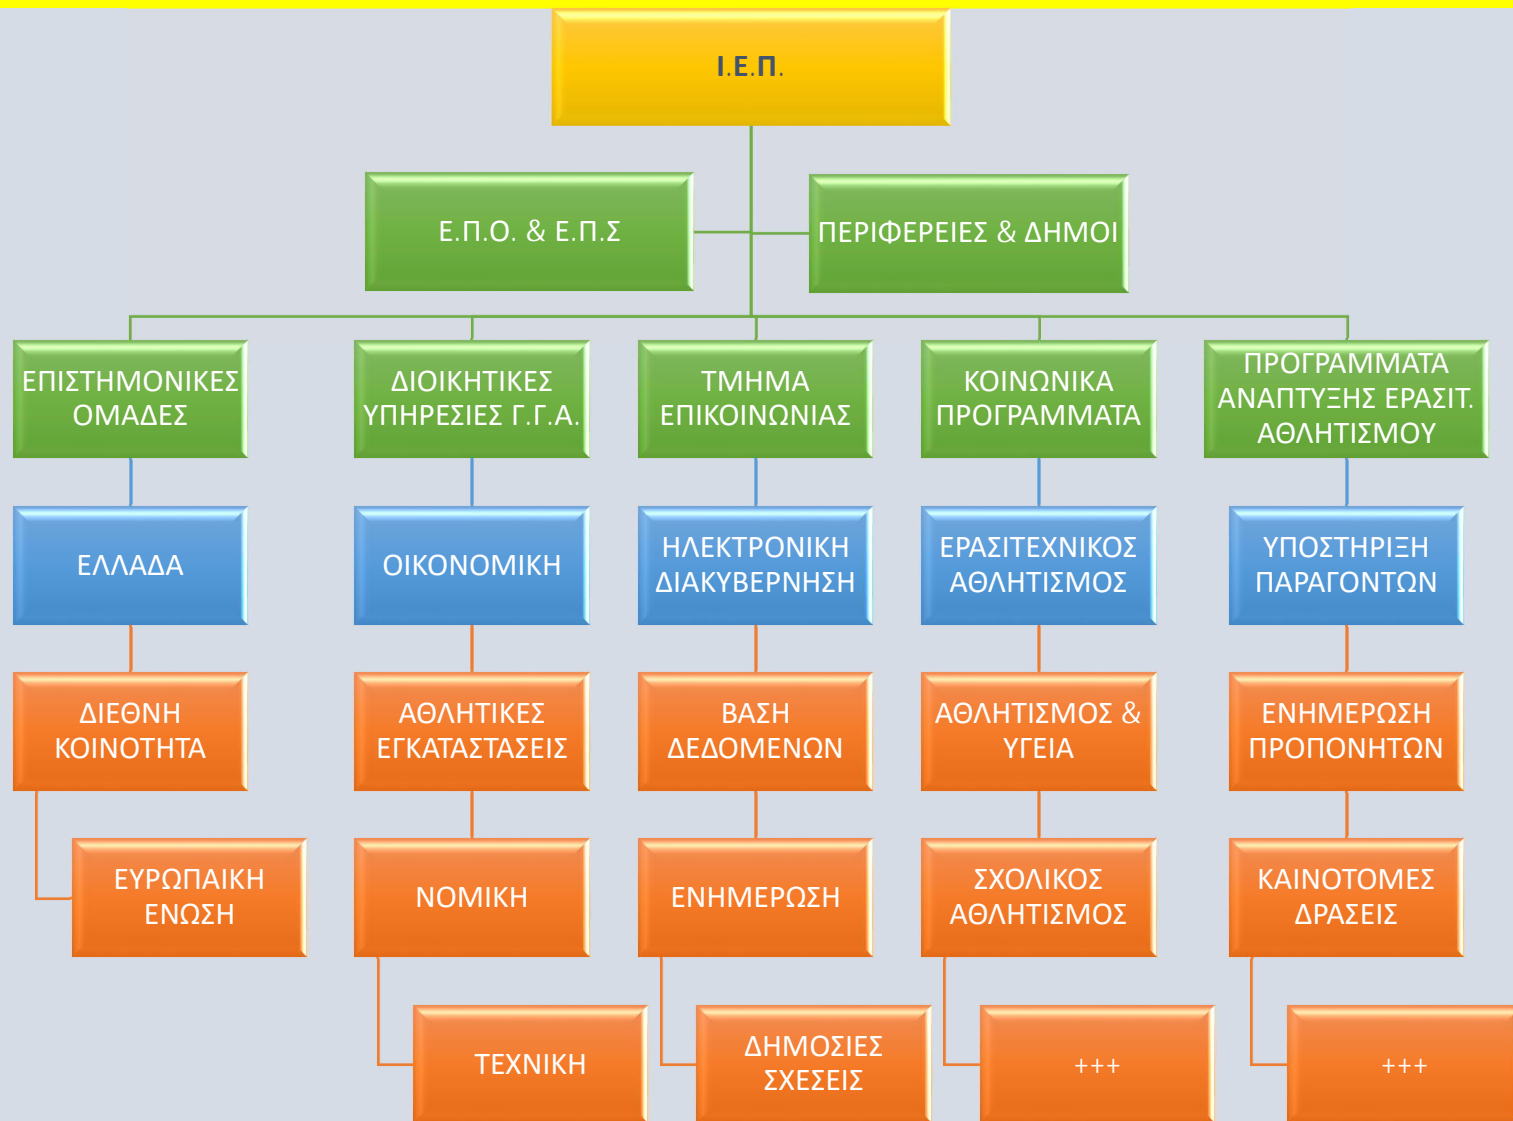 Ι.Ε.Π.
Ε.Π.Ο. & Ε.Π.Σ
ΠΕΡΙΦΕΡΕΙΕΣ & ΔΗΜΟΙ
ΕΠΙΣΤΗΜΟΝΙΚΕΣ
ΟΜΑΔΕΣ
ΔΙΟΙΚΗΤΙΚΕΣ
ΥΠΗΡΕΣΙΕΣ Γ.Γ.Α.
ΤΜΗΜΑ
ΕΠΙΚΟΙΝΩΝΙΑΣ
ΚΟΙΝΩΝΙΚΑ
ΠΡΟΓΡΑΜΜΑΤΑ
ΠΡΟΓΡΑΜΜΑΤΑ
ΑΝΑΠΤΥΞΗΣ ΕΡΑΣΙΤ.
ΑΘΛΗΤΙΣΜΟΥ
ΕΛΛΑΔΑ
ΟΙΚΟΝΟΜΙΚΗ
ΗΛΕΚΤΡΟΝΙΚΗ
ΔΙΑΚΥΒΕΡΝΗΣΗ
ΕΡΑΣΙΤΕΧΝΙΚΟΣ
ΑΘΛΗΤΙΣΜΟΣ
ΥΠΟΣΤΗΡΙΞΗ
ΠΑΡΑΓΟΝΤΩΝ
ΔΙΕΘΝΗ
ΚΟΙΝΟΤΗΤΑ
ΑΘΛΗΤΙΚΕΣ
ΕΓΚΑΤΑΣΤΑΣΕΙΣ
ΒΑΣΗ
ΔΕΔΟΜΕΝΩΝ
ΑΘΛΗΤΙΣΜΟΣ &
ΥΓΕΙΑ
ΕΝΗΜΕΡΩΣΗ
ΠΡΟΠΟΝΗΤΩΝ
ΕΥΡΩΠΑΙΚΗ
ΕΝΩΣΗ
ΝΟΜΙΚΗ
ΕΝΗΜΕΡΩΣΗ
ΣΧΟΛΙΚΟΣ
ΑΘΛΗΤΙΣΜΟΣ
ΚΑΙΝΟΤΟΜΕΣ
ΔΡΑΣΕΙΣ
ΤΕΧΝΙΚΗ
ΔΗΜΟΣΙΕΣ
ΣΧΕΣΕΙΣ
+++
+++